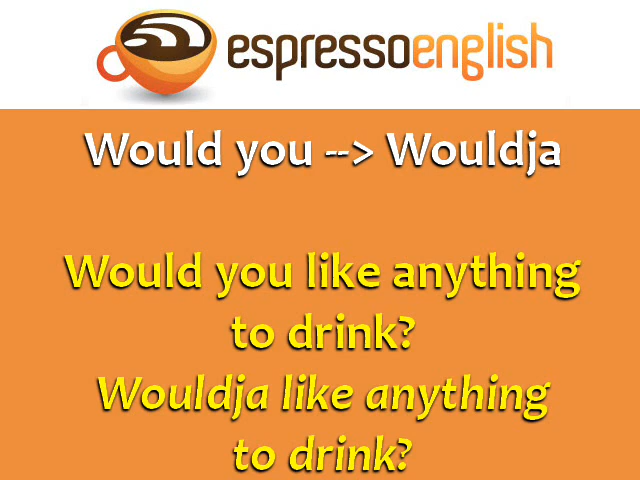 espressoenglish
Would you --> Wouldja
Would you like anything
to drink?
Wouldja like anything
to drink?